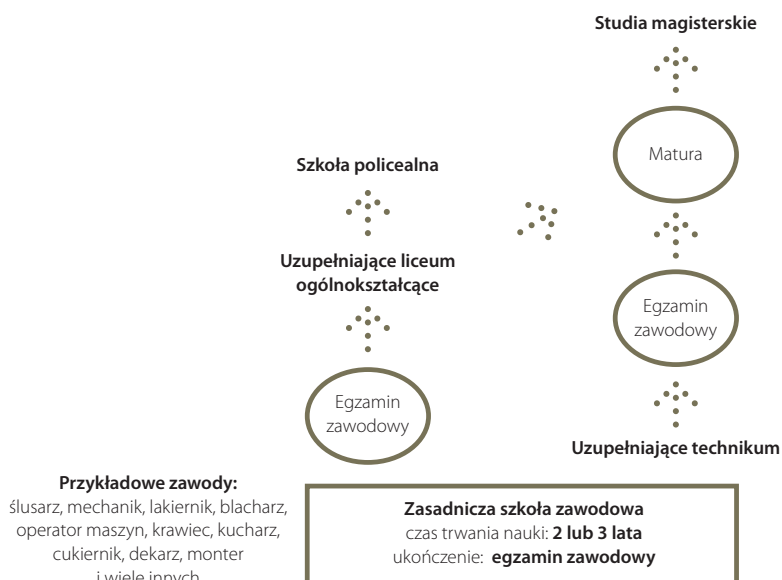 Studia magisterskie
Matura
Szkoła policealna
Uzupełniające liceum
ogólnokształcące
Egzamin
zawodowy
Egzamin
zawodowy
Uzupełniające technikum
Przykładowe zawody:
ślusarz, mechanik, lakiernik, blacharz,
operator maszyn, krawiec, kucharz,
cukiernik, dekarz, monter
i wiele innych
Zasadnicza szkoła zawodowa
czas trwania nauki: 2 lub 3 lata
ukończenie: egzamin zawodowy